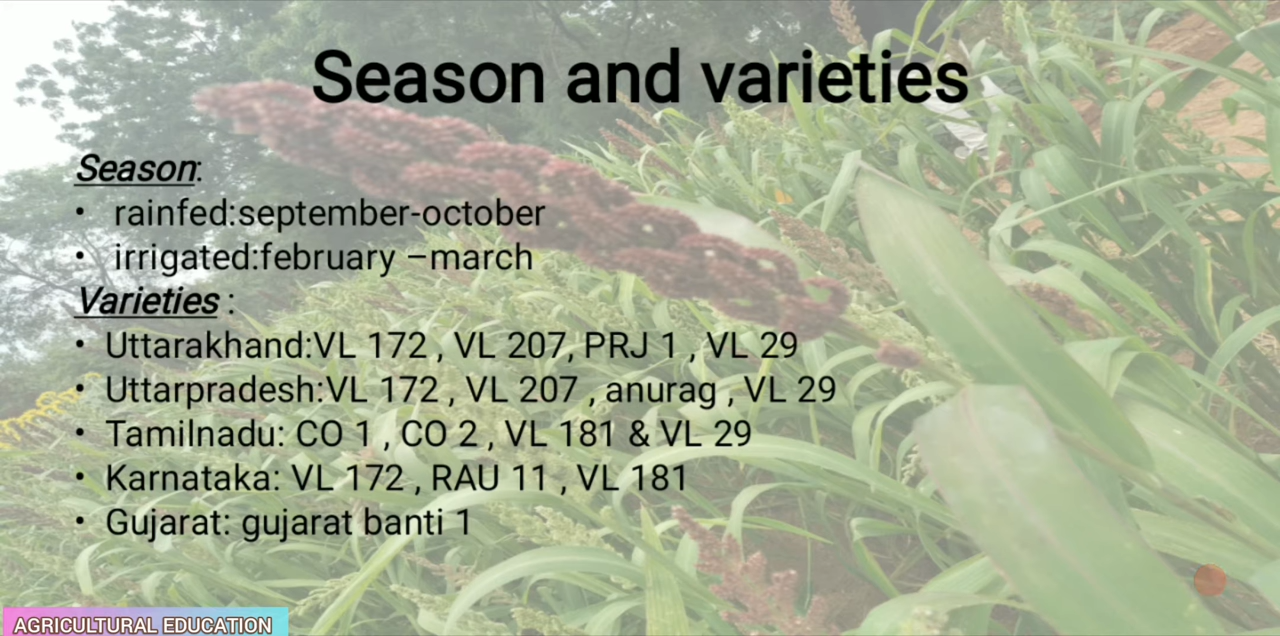 Season and varieties
Season:
• rainfed:september-october
• irrigated:february –march
Varieties :
• Uttarakhand:VL 172 , VL 207, PRJ 1 , VL 29
• Uttarpradesh:VL 172 , VL 207 , anurag , VL 29
• Tamilnadu: CO 1 , CO 2 , VL 181 & VL 29
• Karnataka: VL 172 , RAU 11 , VL 181
• Gujarat: gujarat banti 1
AGRICULTURAL EDUCATION